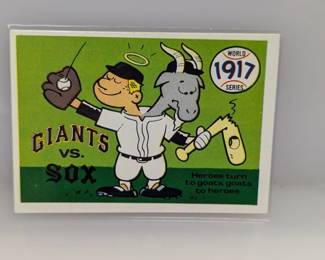 WORLD
1917
SERIES
GIANTS
VS.
SOX
Heroes turn
to goats, goats
to heroes